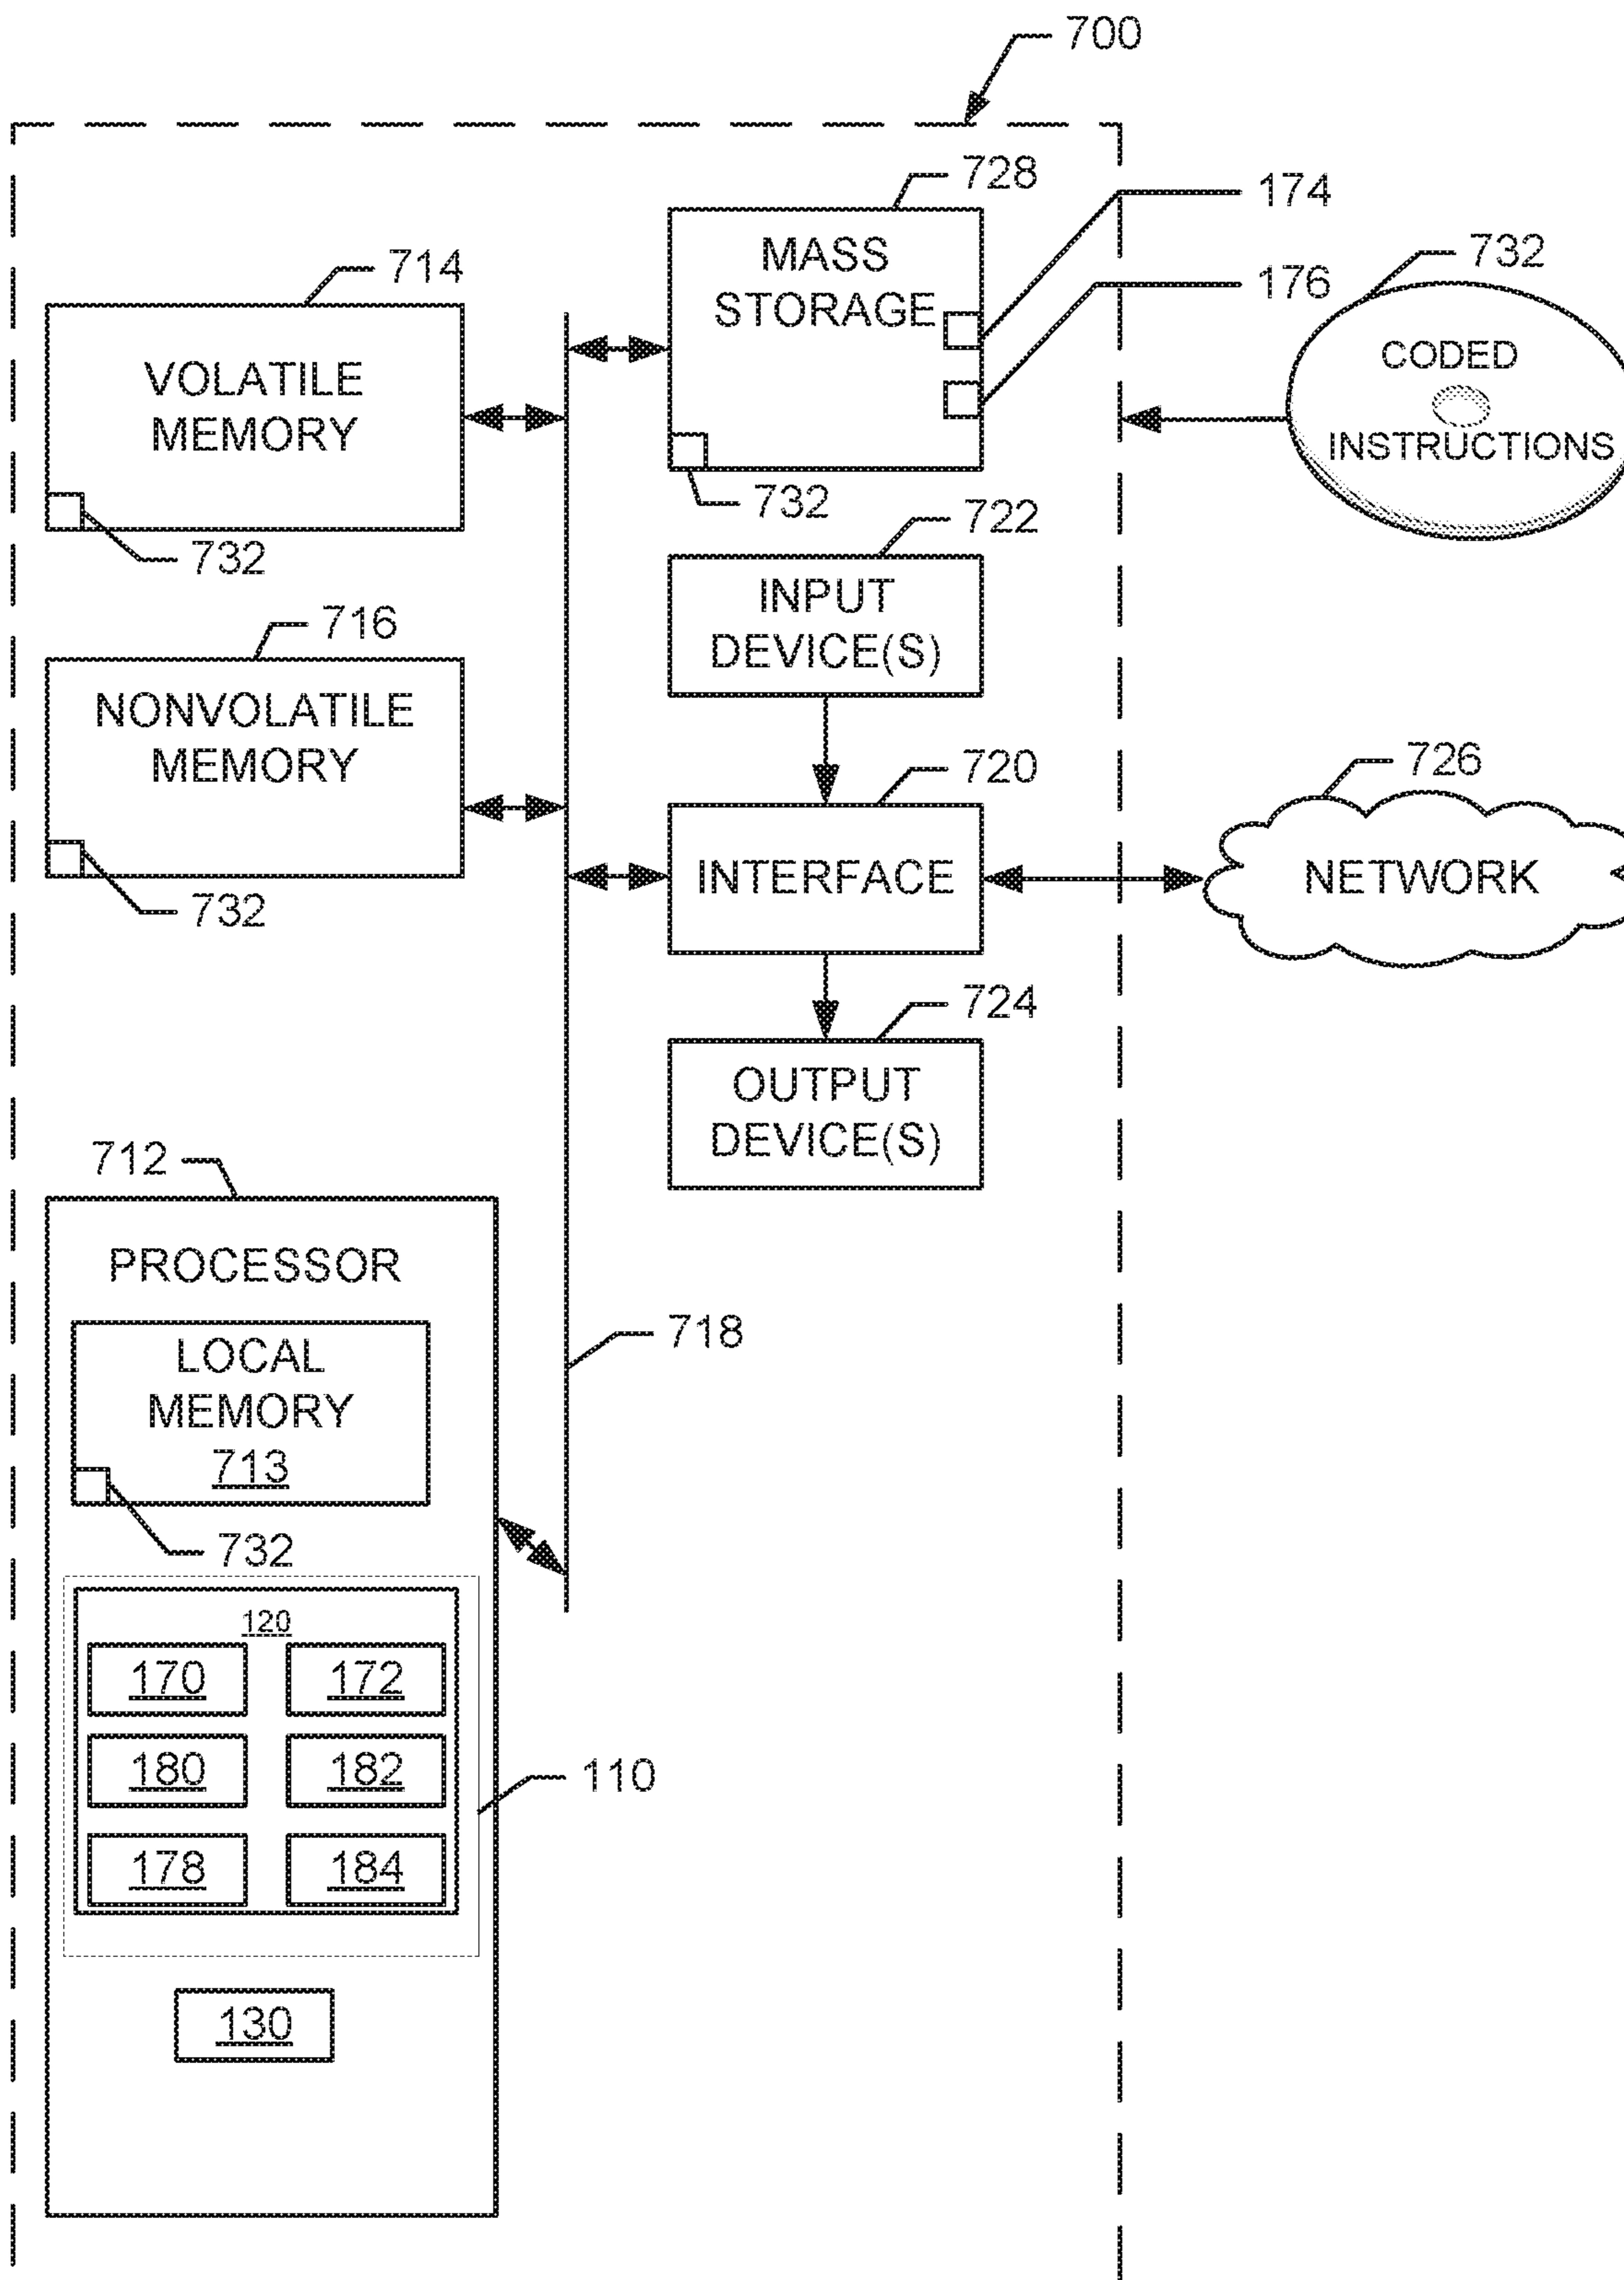 700
728
174
MASS
STORAGE
176
732
CODED
INSTRUCTIONS
714
VOLATILE
MEMORY
732
732
722
INPUT
DEVICE(S)
716
NONVOLATILE
MEMORY
732
720
INTERFACE
726
NETWORK
724
OUTPUT
DEVICE(S)
712
PROCESSOR
LOCAL
MEMORY
713
732
718
120
170
172
180
182
178
184
110
130